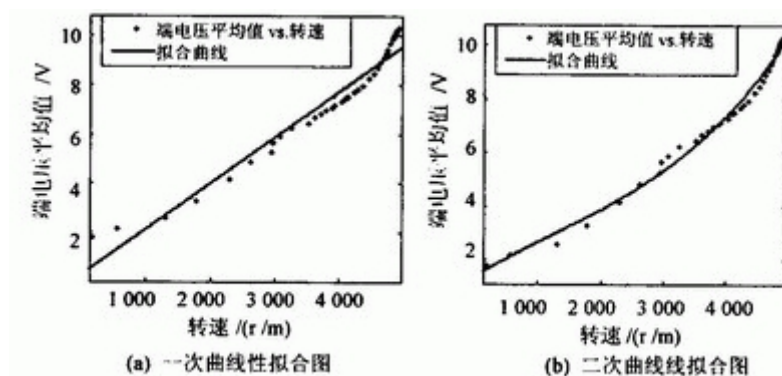 端电压平均值 vs.转速
拟合曲线
端电压平均值 /V
10
8
6
4
2
1 000
2 000
3 000
4 000
转速 /(r /m)
(a) 一次曲线性拟合图
端电压平均值 vs.转速
拟合曲线
端电压平均值 /V
10
8
6
4
2
1 000
2 000
3 000
4 000
转速 /(r /m)
(b) 二次曲线线拟合图